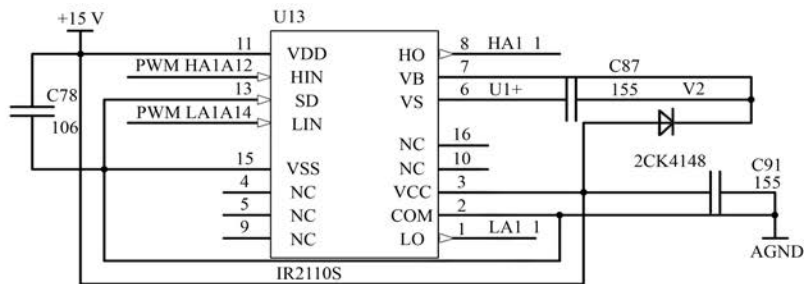 U13
+15 V
11 VDD HO 8 HA1 1
PWM HA1A12 HIN VB 7 C87
13 SD VS 6 U1+ 155 V2
C78
PWM LA1A14 LIN
106
NC 16
15 VSS NC 10 2CK4148
4 NC VCC 3 C91
155
5 NC COM 2
9 NC LO 1 LA1 1
AGND
IR2110S